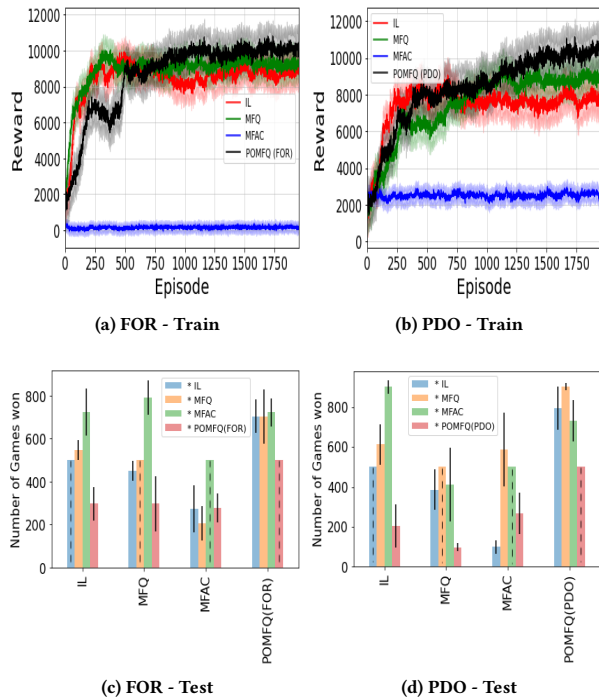 12000
10000
8000
6000
4000
2000
0
Reward
IL
MFQ
MFAC
POMFQ (FOR)
0 250 500 750 1000 1250 1500 1750
Episode
(a) FOR - Train
12000
10000
8000
6000
4000
2000
0
Reward
IL
MFQ
MFAC
POMFQ (PDO)
0 250 500 750 1000 1250 1500 1750
Episode
(b) PDO - Train
800
600
400
200
0
Number of Games won
* IL
* MFQ
* MFAC
* POMFQ(FOR)
IL
MFQ
MFAC
POMFQ(FOR)
(c) FOR - Test
800
600
400
200
0
Number of Games won
* IL
* MFQ
* MFAC
* POMFQ(PDO)
IL
MFQ
MFAC
POMFQ(PDO)
(d) PDO - Test